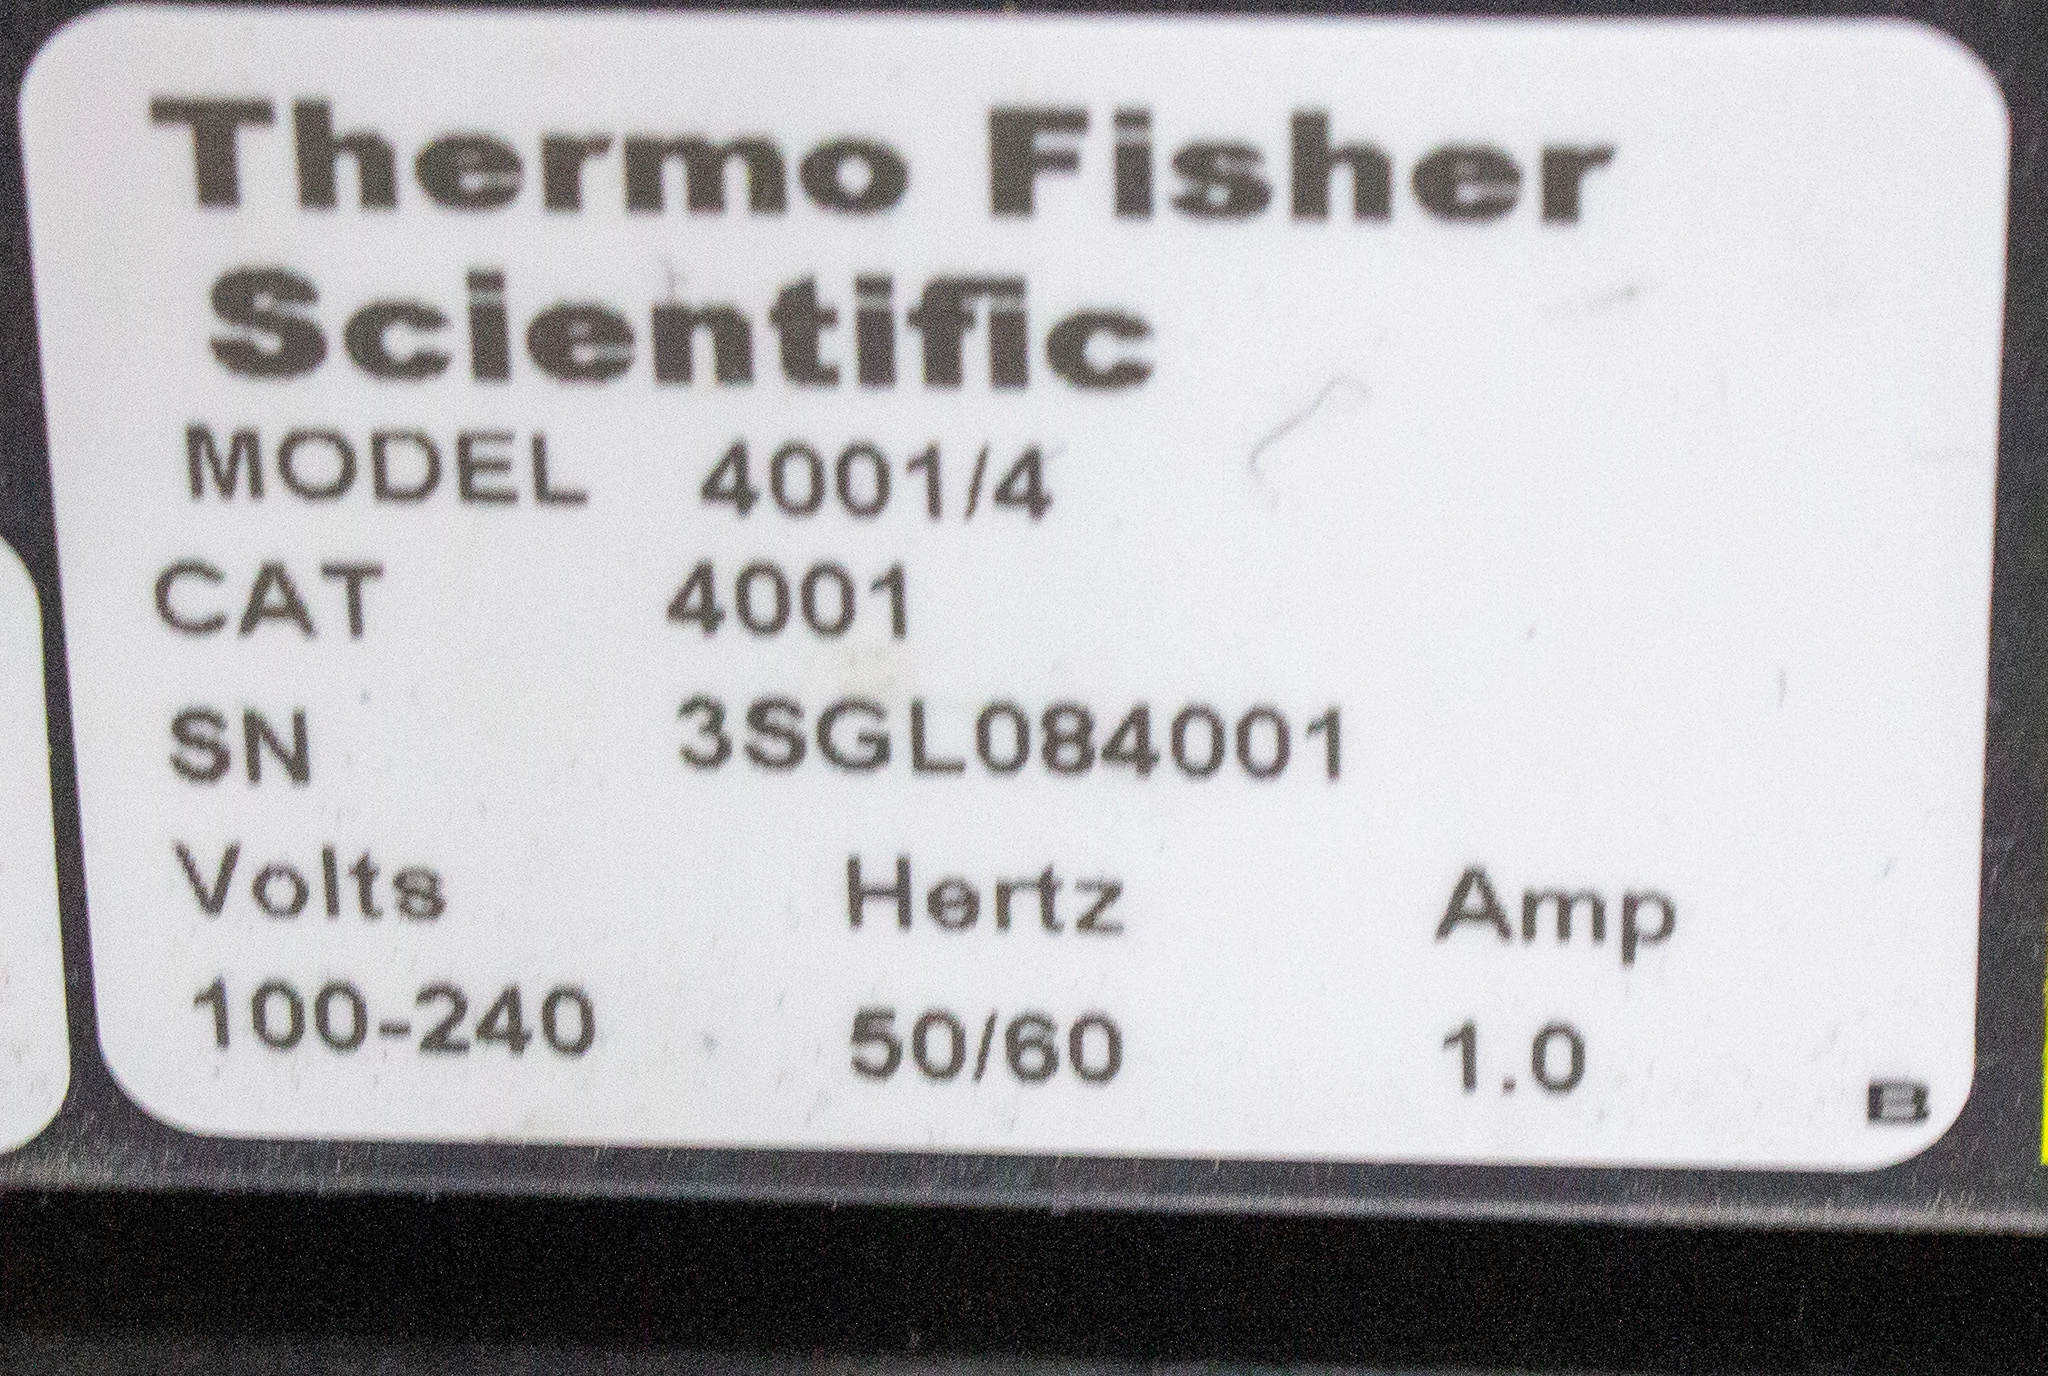 Thermo Fisher
Scientific
MODEL 4001/4
CAT 4001
SN 3SGL084001
Volts Hertz Amp
100-240 50/60 1.0
B